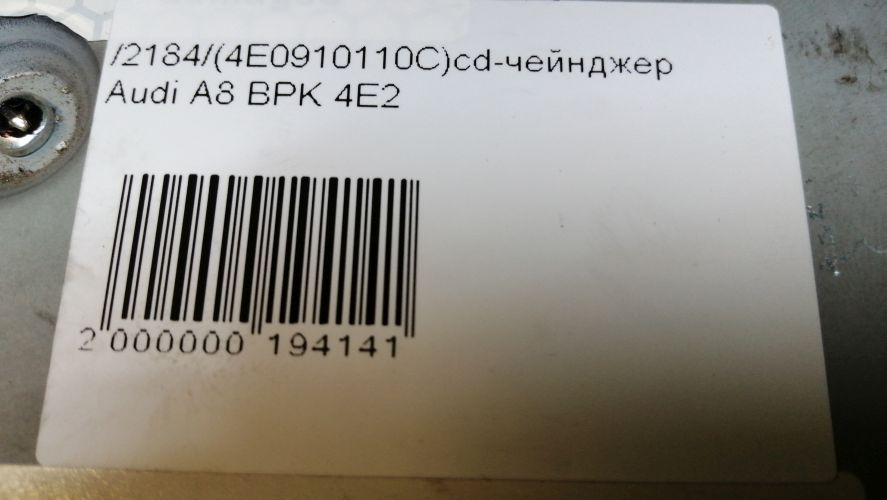 /2184/(4E0910110C)cd-чейнджер
Audi A8 BPK 4E2
2 000000 194141